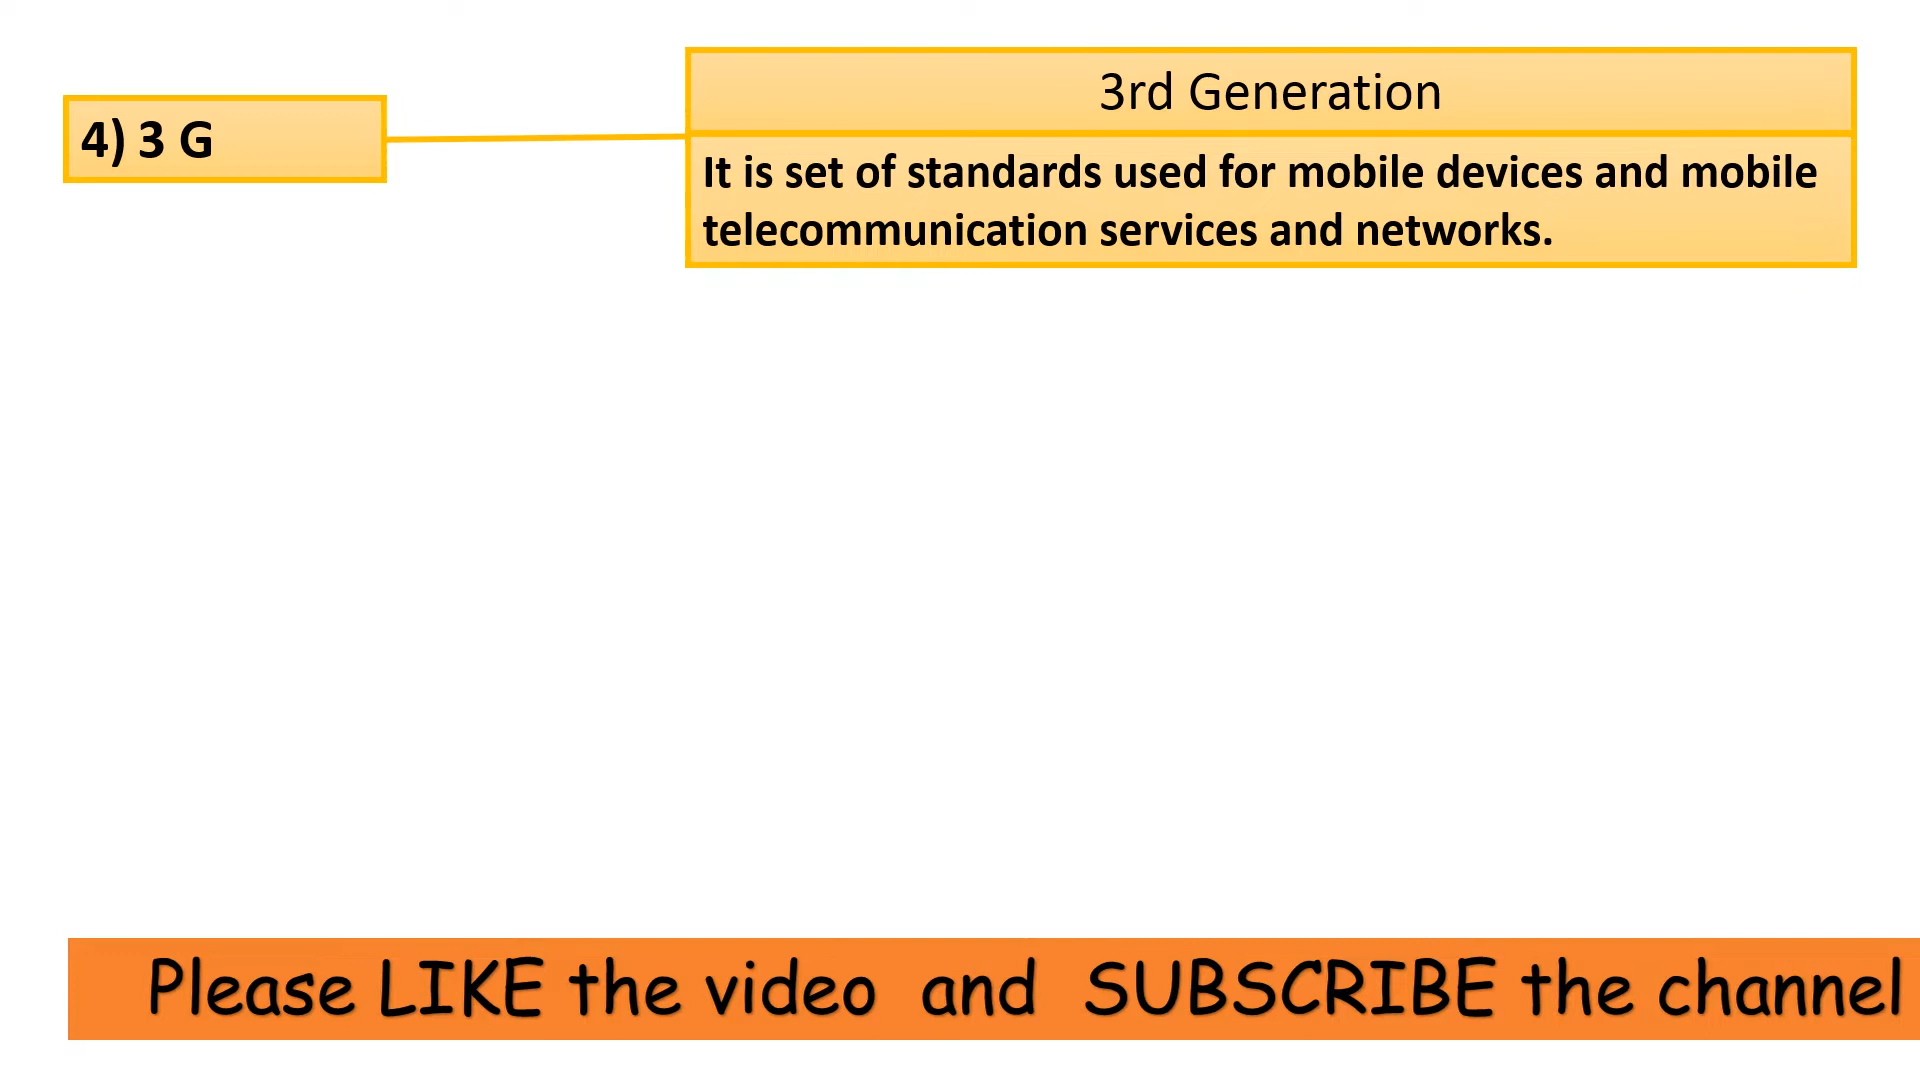 4) 3 G
3rd Generation
It is set of standards used for mobile devices and mobile
telecommunication services and networks.
Please LIKE the video and SUBSCRIBE the channel